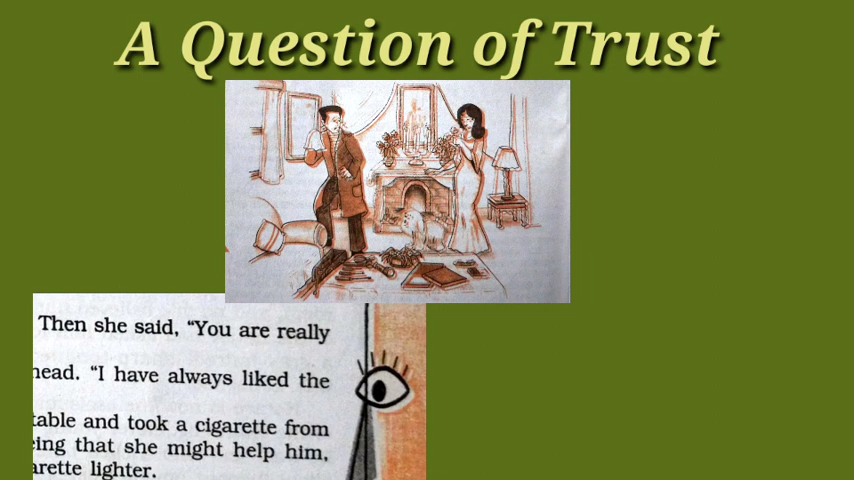 A Question of Trust
Then she said, "You are really
head. "I have always liked the
table and took a cigarette from
eing that she might help him,
arette lighter.